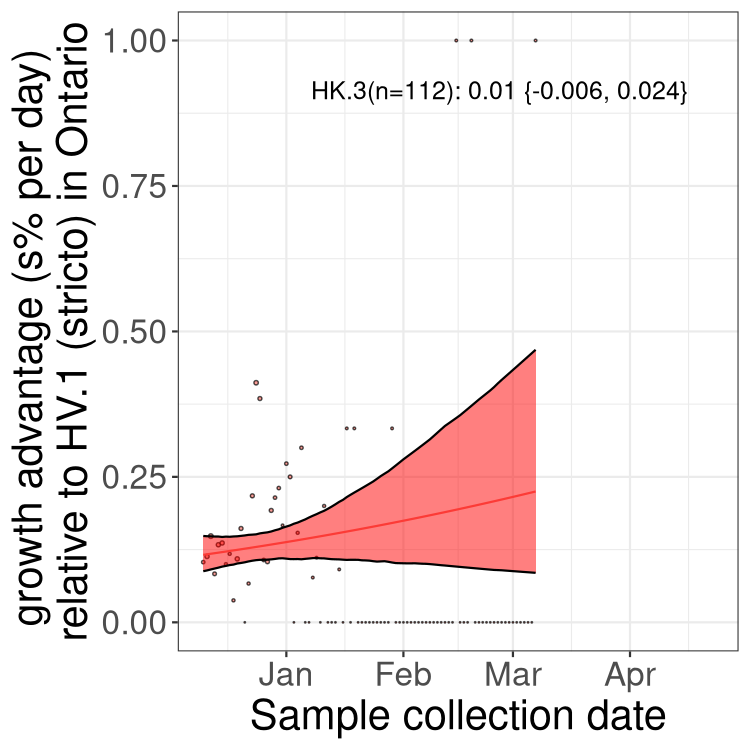 growth advantage (s% per day)
relative to HV.1 (stricto) in Ontario
1.00
0.75
0.50
0.25
0.00
HK.3(n=112): 0.01 {-0.006, 0.024}
Jan Feb Mar Apr
Sample collection date